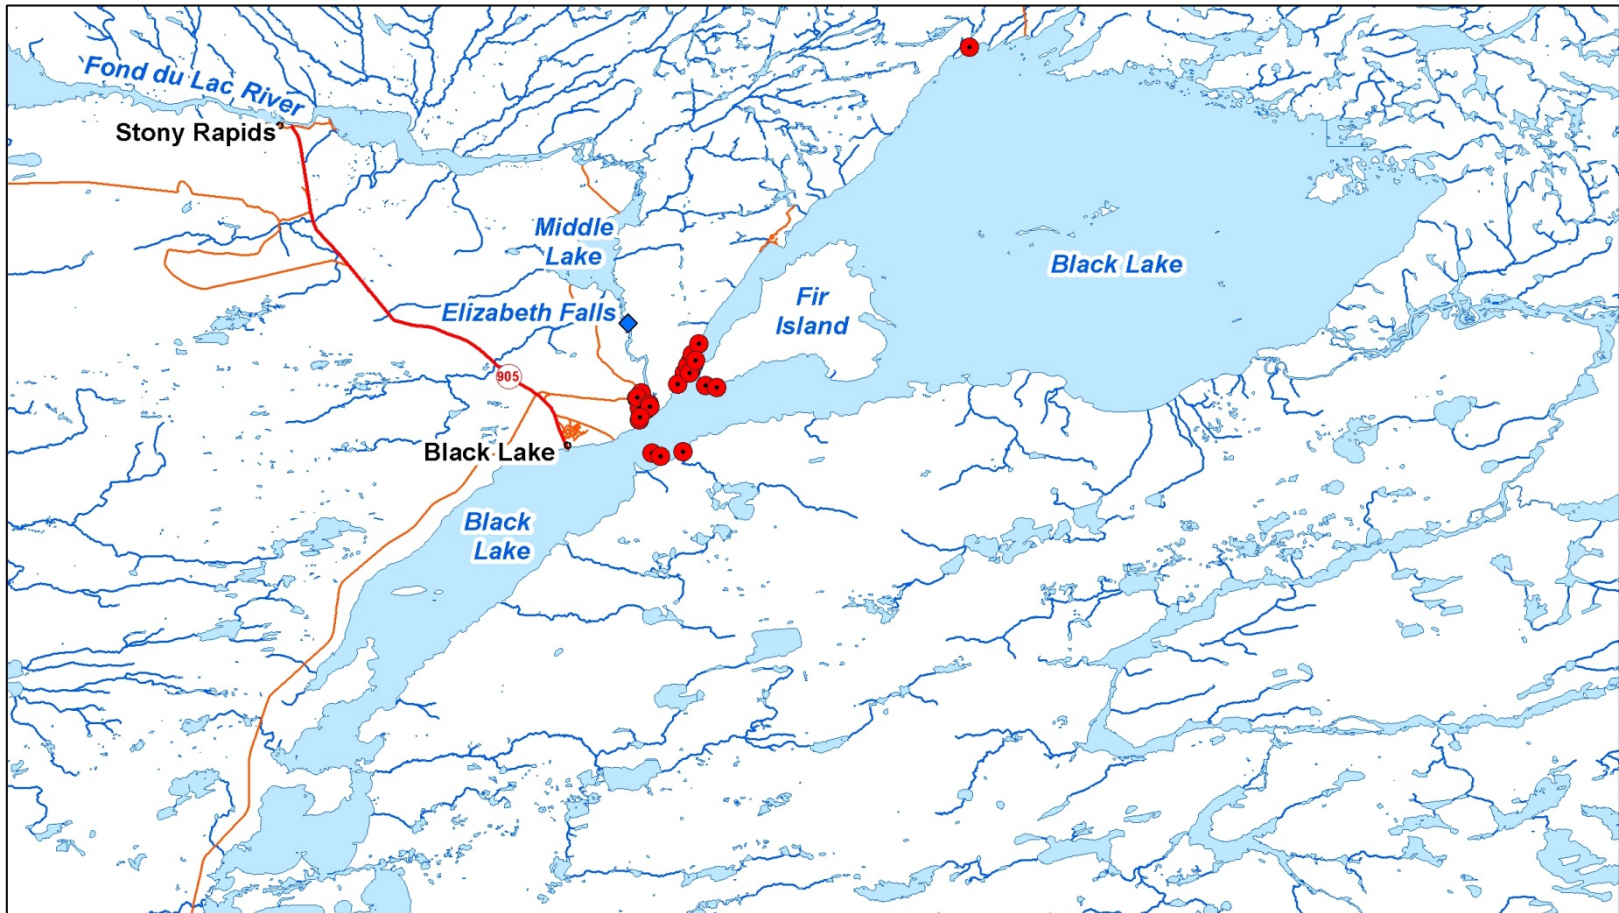 Fond du Lac River
Stony Rapids
Middle
Lake
Elizabeth Falls
Fir
Island
Black Lake
905
Black Lake
Black
Lake